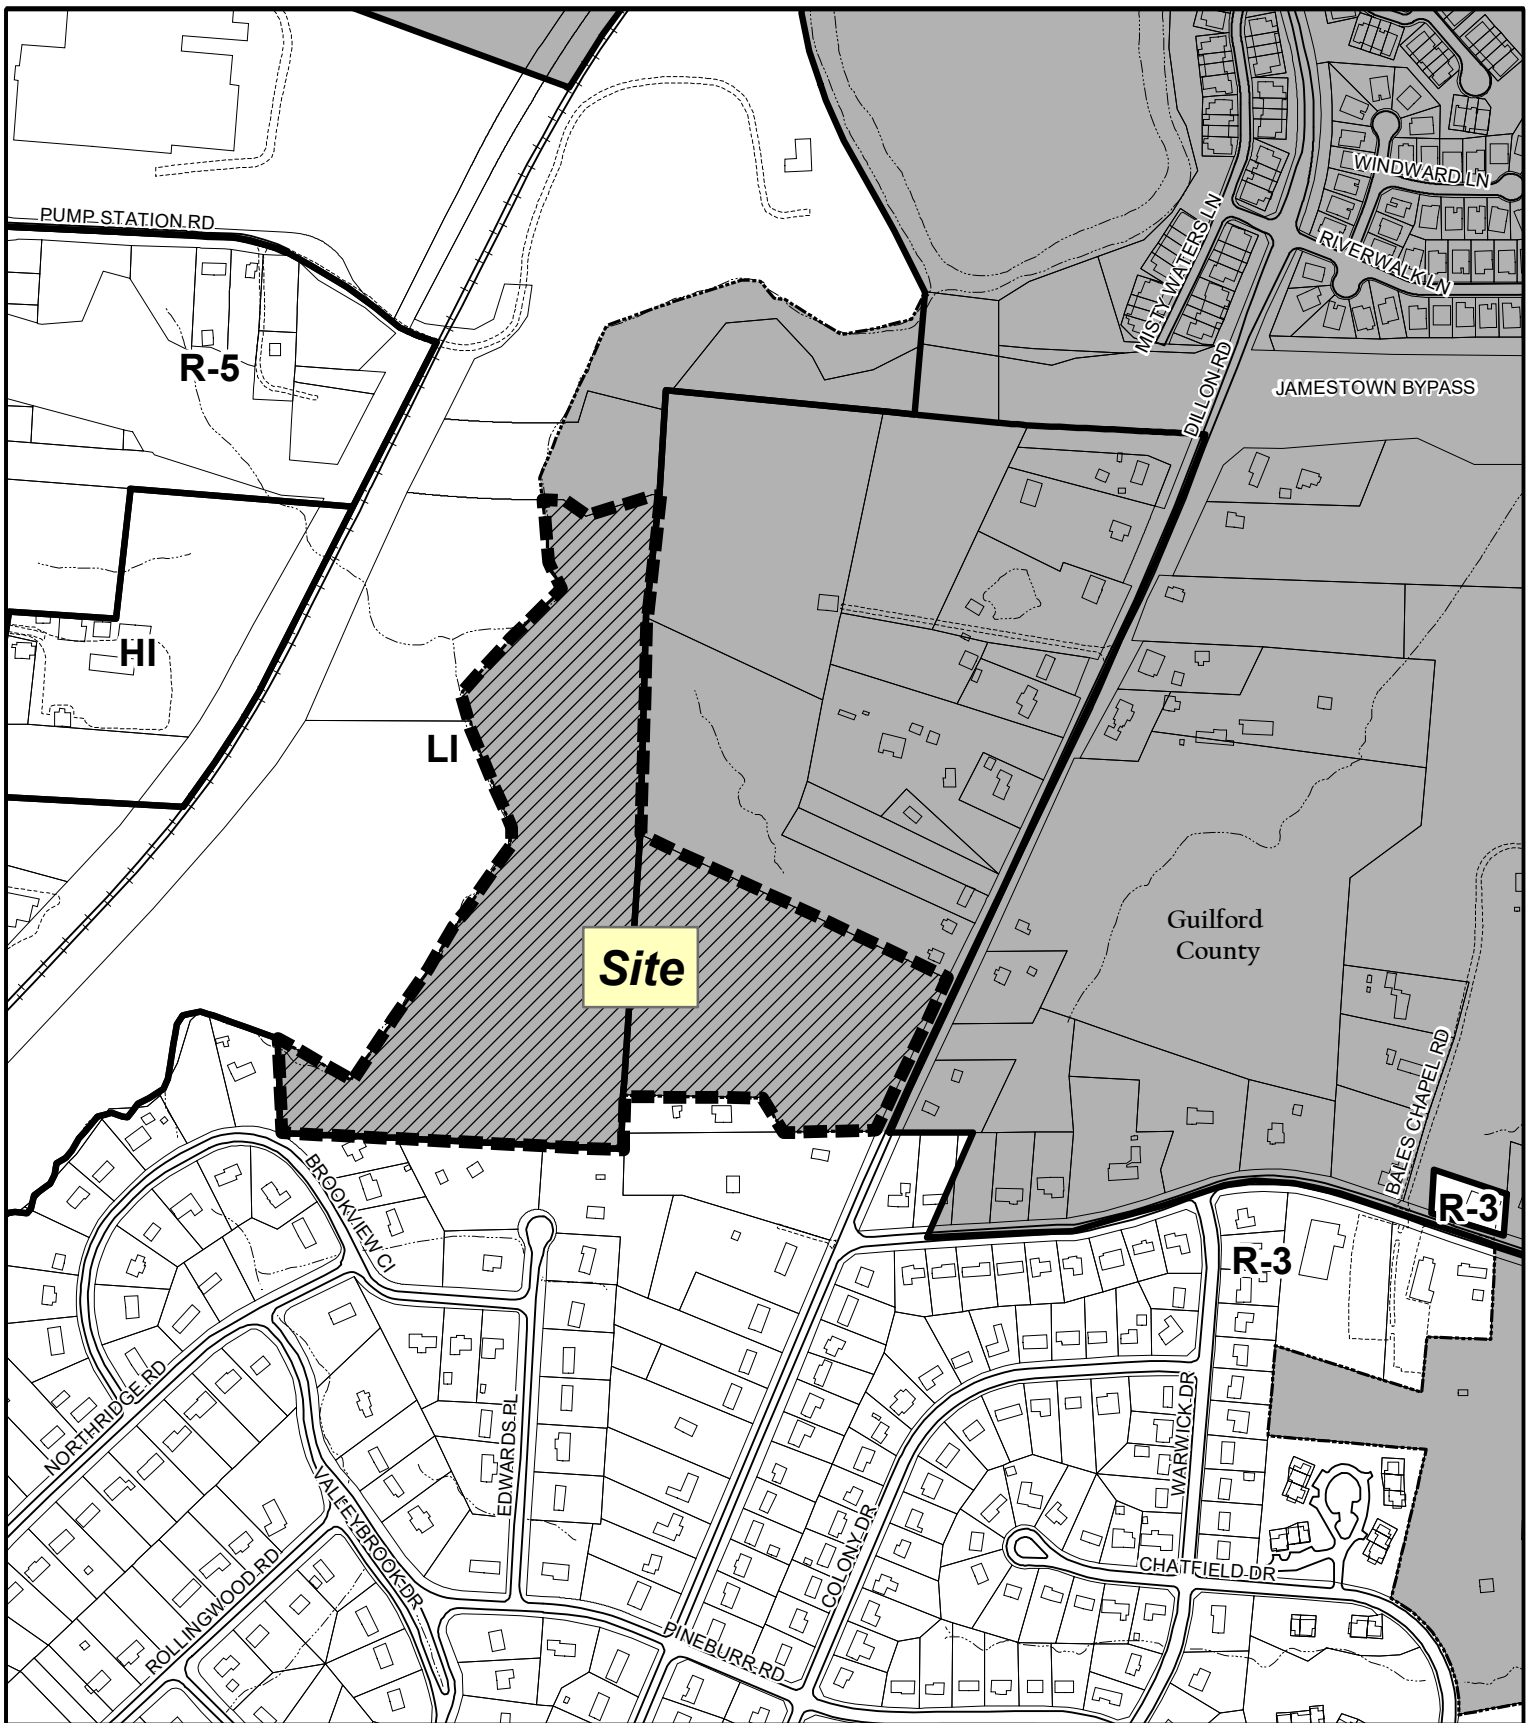 WINDWARD LN
PUMP STATION RD
MISTY WATERS LN
RIVERWALK LN
R-5
DILLON RD
JAMESTOWN BYPASS
HI
LI
Guilford
County
Site
BALES CHAPEL RD
BROOKVIEW CI
R-3
R-3
NORTHRIDGE RD
EDWARDS PL
WARWICK DR
VALLEYBROOK DR
COLONY DR
CHATFIELD DR
ROLLINGWOOD RD
PINEBURR RD